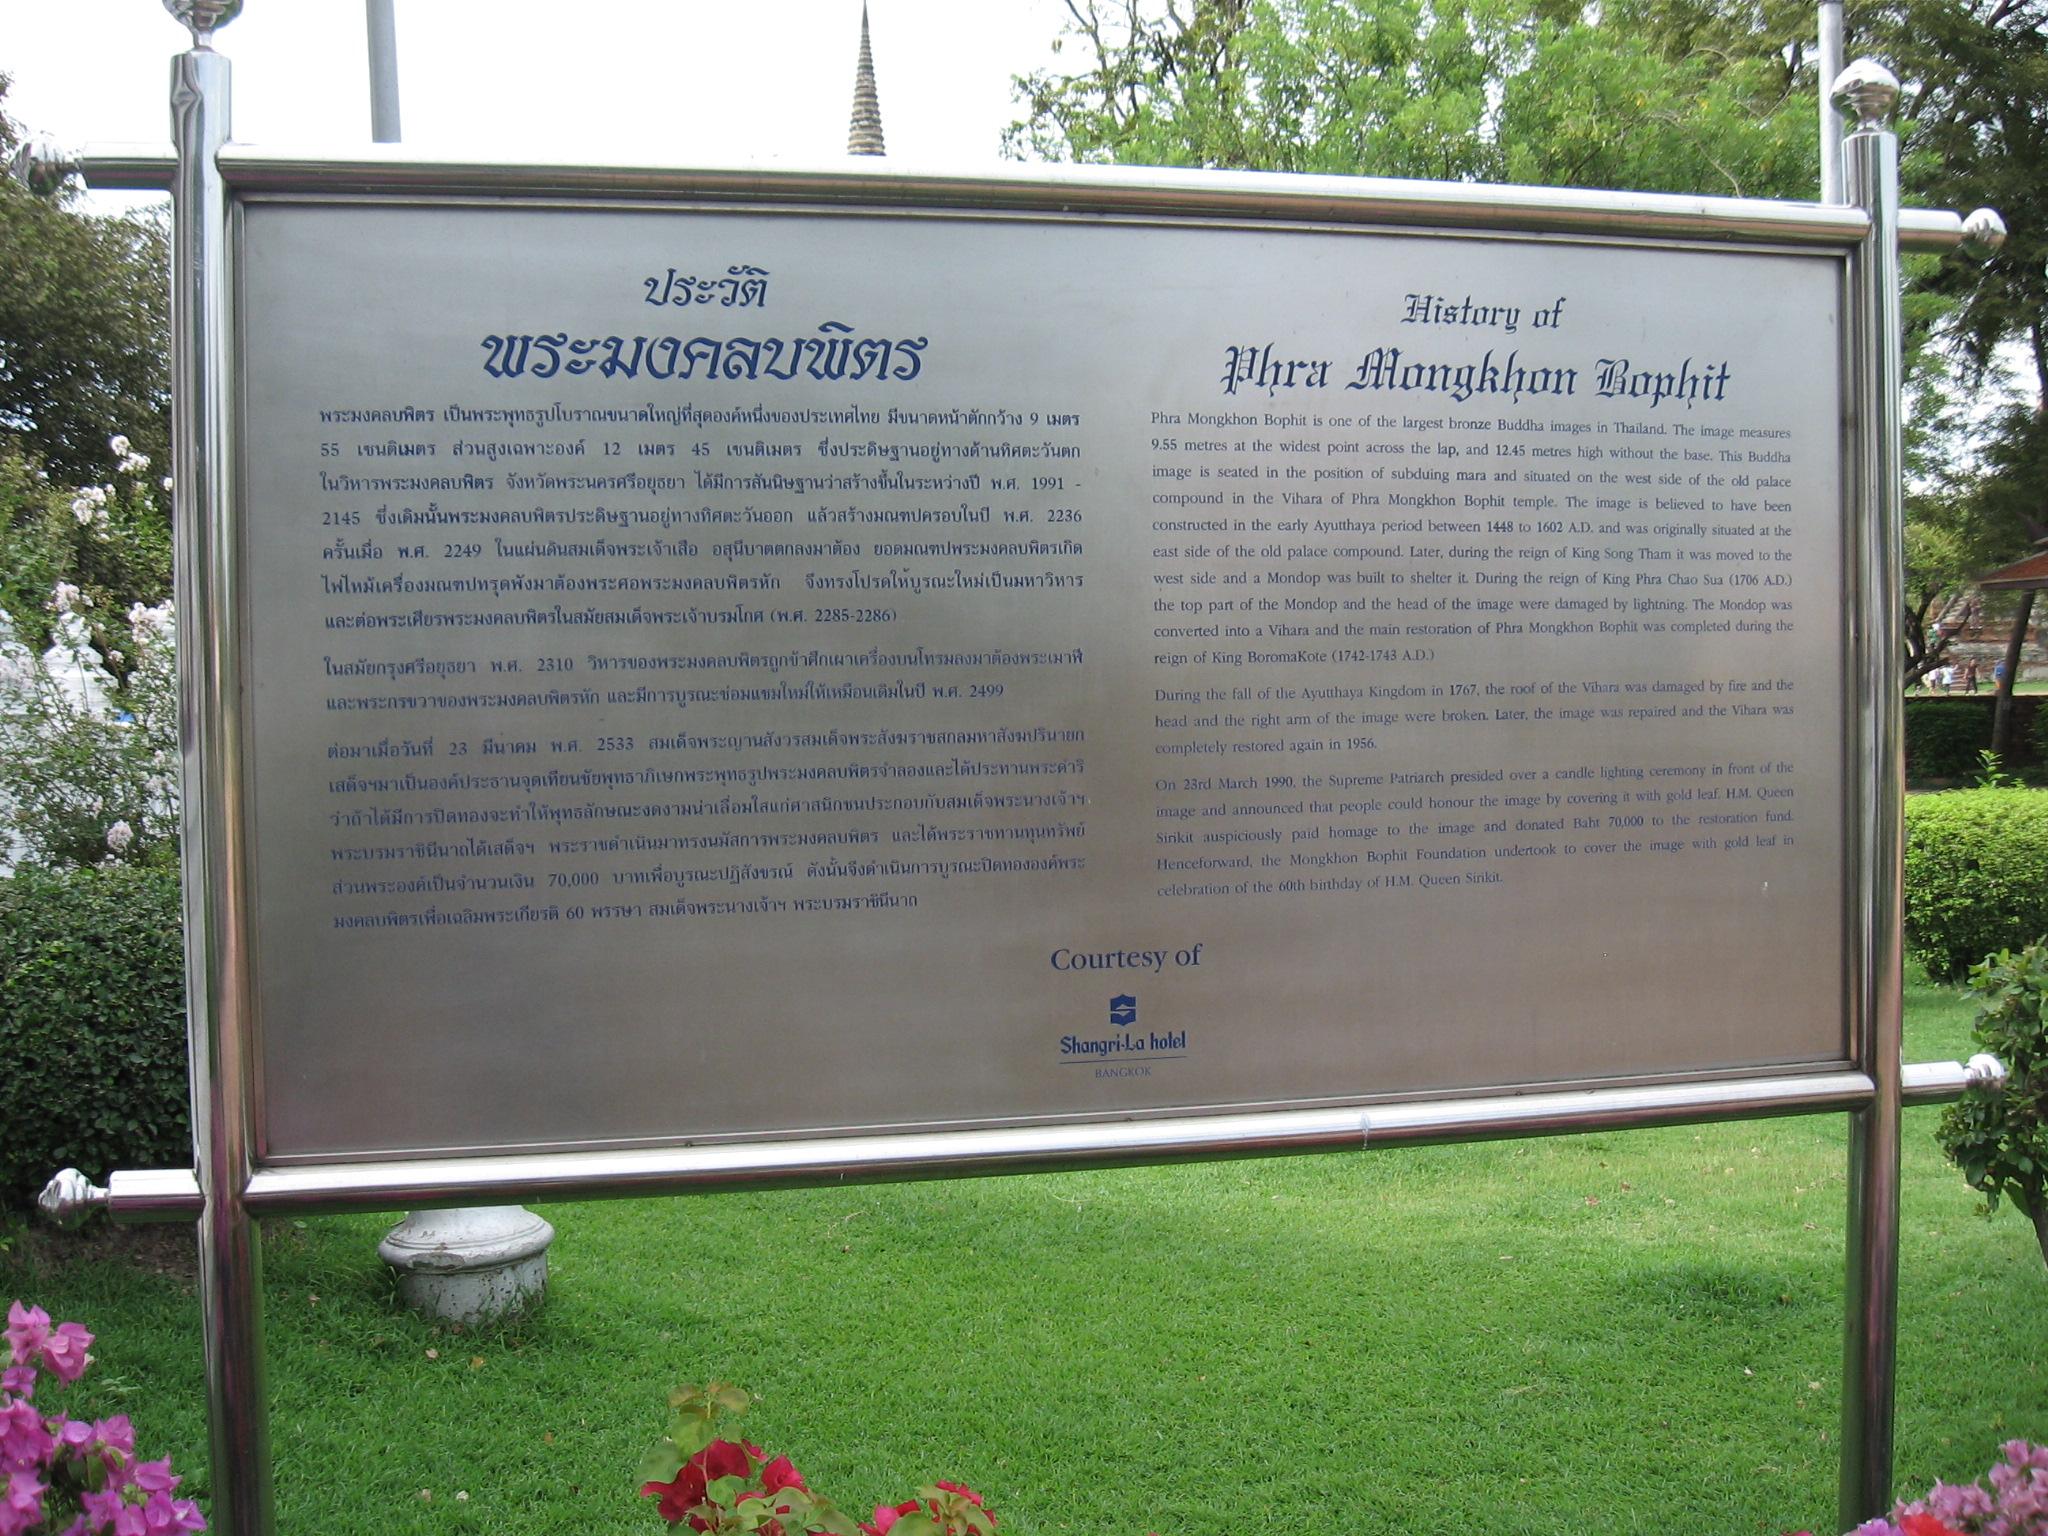 ประวัติ
พระมงคลบพิตร
พระมงคลบพิตร เป็นพระพุทธรูปโบราณขนาดใหญ่ที่สุดองค์หนึ่งของประเทศไทย มีขนาดหน้าตักกว้าง 9 เมตร
55 เซนติเมตร ส่วนสูงเฉพาะองค์ 12 เมตร 45 เซนติเมตร ซึ่งประดิษฐานอยู่ทางด้านทิศตะวันตก
ในวิหารพระมงคลบพิตร จังหวัดพระนครศรีอยุธยา ได้มีการสันนิษฐานว่าสร้างขึ้นในระหว่างปี พ.ศ. 1991 -
2145 ซึ่งเดิมนั้นพระมงคลบพิตรประดิษฐานอยู่ทางทิศตะวันออก แล้วสร้างมณฑปครอบในปี พ.ศ. 2236
ครั้นเมื่อ พ.ศ. 2249 ในแผ่นดินสมเด็จพระเจ้าเสือ อสุนีบาตตกลงมาต้อง ยอดมณฑปพระมงคลบพิตรเกิด
ไฟไหม้เครื่องมณฑปทรุดพังมาต้องพระศอพระมงคลบพิตรหัก จึงทรงโปรดให้บูรณะใหม่เป็นมหาวิหาร
และต่อพระเศียรพระมงคลบพิตรในสมัยสมเด็จพระเจ้าบรมโกศ (พ.ศ. 2285-2286)
ในสมัยกรุงศรีอยุธยา พ.ศ. 2310 วิหารของพระมงคลบพิตรถูกข้าศึกเผาเครื่องบนโทรมลงมาต้องพระเมาฬี
และพระกรขวาของพระมงคลบพิตรหัก และมีการบูรณะซ่อมแซมใหม่ให้เหมือนเดิมในปี พ.ศ. 2499
ต่อมาเมื่อวันที่ 23 มีนาคม พ.ศ. 2533 สมเด็จพระญานสังวรสมเด็จพระสังฆราชสกลมหาสังฆปรินายก
เสด็จฯมาเป็นองค์ประธานจุดเทียนชัยพุทธาภิเษกพระพุทธรูปพระมงคลบพิตรจำลองและได้ประทานพระดำริ
ว่าถ้าได้มีการปิดทองจะทำให้พุทธลักษณะงดงามน่าเลื่อมใสแก่ศาสนิกชนประกอบกับสมเด็จพระนางเจ้าฯ
พระบรมราชินีนาถได้เสด็จฯ พระราชดำเนินมาทรงนมัสการพระมงคลบพิตร และได้พระราชทานทุนทรัพย์
ส่วนพระองค์เป็นจำนวนเงิน 70,000 บาทเพื่อบูรณะปฏิสังขรณ์ ดังนั้นจึงดำเนินการบูรณะปิดทององค์พระ
มงคลบพิตรเพื่อเฉลิมพระเกียรติ 60 พรรษา สมเด็จพระนางเจ้าฯ พระบรมราชินีนาถ
History of
Phra Mongkhon Bophit
Phra Mongkhon Bophit is one of the largest bronze Buddha images in Thailand. The image measures
9.55 metres at the widest point across the lap, and 12.45 metres high without the base. This Buddha
image is seated in the position of subduing mara and situated on the west side of the old palace
compound in the Vihara of Phra Mongkhon Bophit temple. The image is believed to have been
constructed in the early Ayutthaya period between 1448 to 1602 A.D. and was originally situated at the
east side of the old palace compound. Later, during the reign of King Song Tham it was moved to the
west side and a Mondop was built to shelter it. During the reign of King Phra Chao Sua (1706 A.D.)
the top part of the Mondop and the head of the image were damaged by lightning. The Mondop was
converted into a Vihara and the main restoration of Phra Mongkhon Bophit was completed during the
reign of King BoromaKote (1742-1743 A.D.)
During the fall of the Ayutthaya Kingdom in 1767, the roof of the Vihara was damaged by fire and the
head and the right arm of the image were broken. Later, the image was repaired and the Vihara was
completely restored again in 1956.
On 23rd March 1990, the Supreme Patriarch presided over a candle lighting ceremony in front of the
image and announced that people could honour the image by covering it with gold leaf. H.M. Queen
Sirikit auspiciously paid homage to the image and donated Baht 70,000 to the restoration fund.
Henceforward, the Mongkhon Bophit Foundation undertook to cover the image with gold leaf in
celebration of the 60th birthday of H.M. Queen Sirikit.
Courtesy of
Shangri-La hotel
BANGKOK